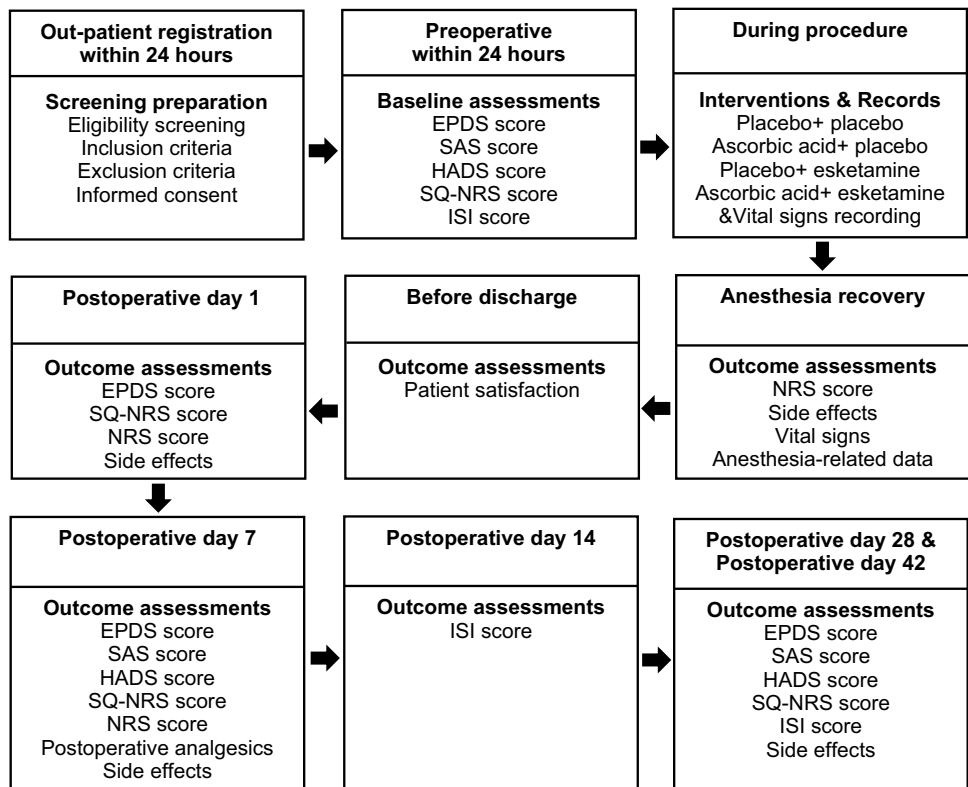 Out-patient registration
within 24 hours
Screening preparation
Eligibility screening
Inclusion criteria
Exclusion criteria
Informed consent
Preoperative
within 24 hours
Baseline assessments
EPDS score
SAS score
HADS score
SQ-NRS score
ISI score
During procedure
Interventions & Records
Placebo+ placebo
Ascorbic acid+ placebo
Placebo+ esketamine
Ascorbic acid+ esketamine
&Vital signs recording
Anesthesia recovery
Outcome assessments
NRS score
Side effects
Vital signs
Anesthesia-related data
Before discharge
Outcome assessments
Patient satisfaction
Postoperative day 1
Outcome assessments
EPDS score
SQ-NRS score
NRS score
Side effects
Postoperative day 7
Outcome assessments
EPDS score
SAS score
HADS score
SQ-NRS score
NRS score
Postoperative analgesics
Side effects
Postoperative day 14
Outcome assessments
ISI score
Postoperative day 28 &
Postoperative day 42
Outcome assessments
EPDS score
SAS score
HADS score
SQ-NRS score
ISI score
Side effects